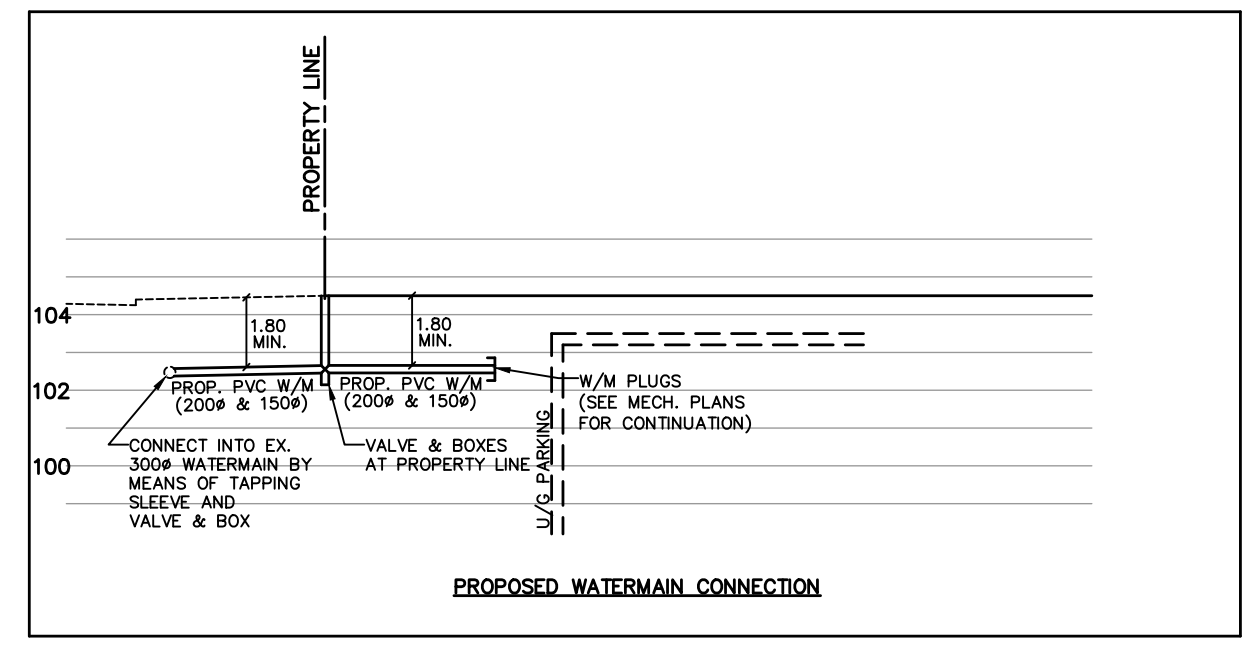 PROPERTY LINE
104
102
100
1.80
MIN.
1.80
MIN.
PROP. PVC W/M
(200ø & 150ø)
PROP. PVC W/M
(200ø & 150ø)
W/M PLUGS
(SEE MECH. PLANS
FOR CONTINUATION)
CONNECT INTO EX.
300ø WATERMAIN BY
MEANS OF TAPPING
SLEEVE AND
VALVE & BOX
VALVE & BOXES
AT PROPERTY LINE
U/G PARKING
PROPOSED WATERMAIN CONNECTION